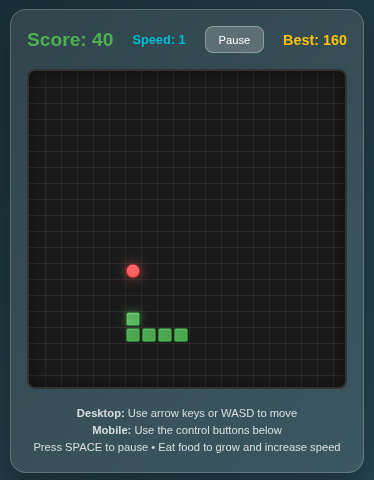 Score: 40 Speed: 1 Pause Best: 160
Desktop: Use arrow keys or WASD to move
Mobile: Use the control buttons below
Press SPACE to pause • Eat food to grow and increase speed